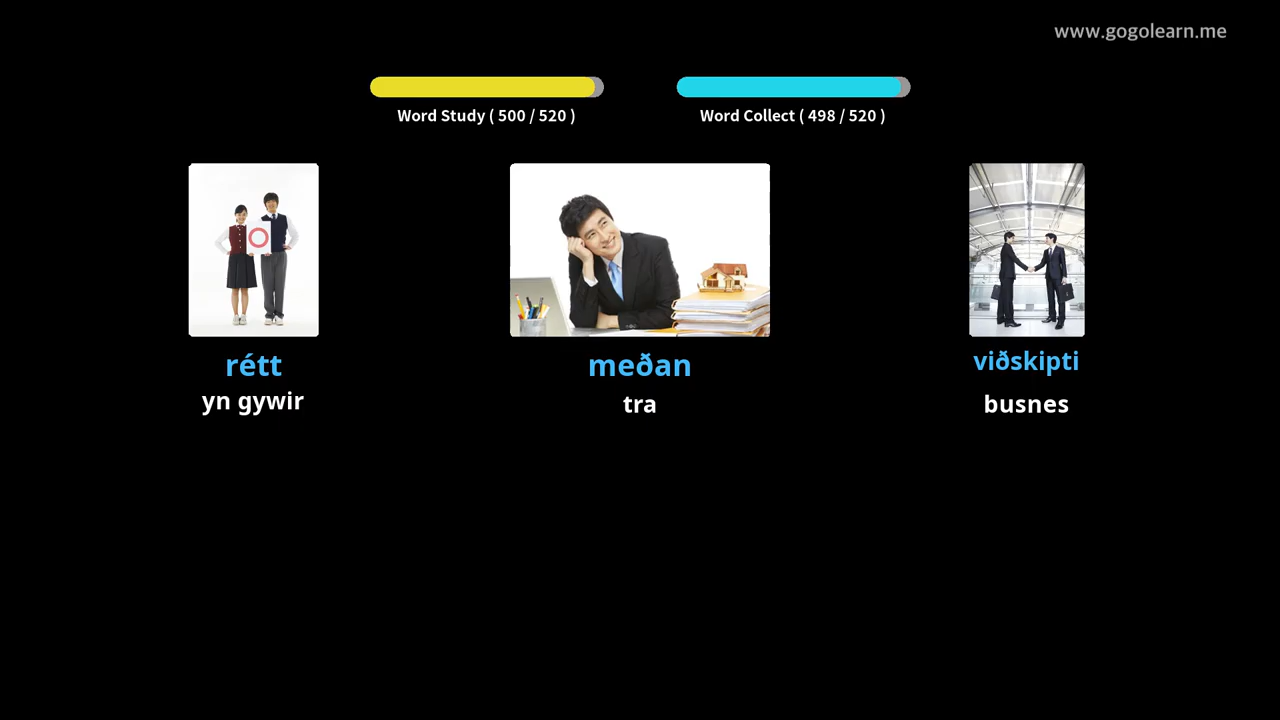 www.gogolearn.me
Word Study ( 500 / 520 )
Word Collect ( 498 / 520 )
rétt
yn gywir
meðan
tra
viðskipti
busnes